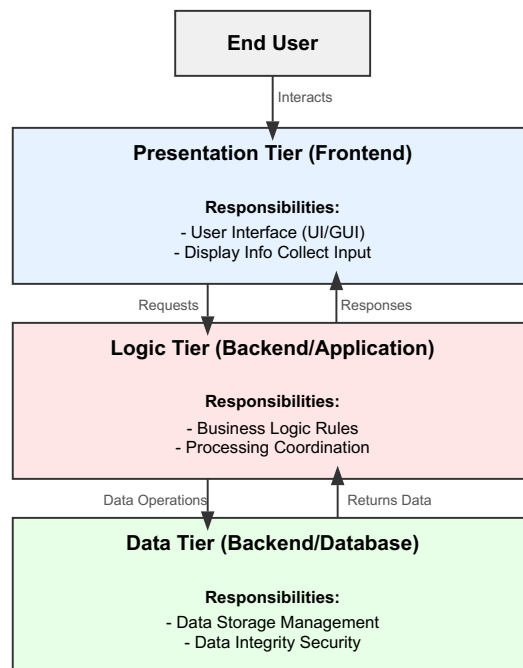 End User
Interacts
Presentation Tier (Frontend)
Responsibilities:
- User Interface (UI/GUI)
- Display Info Collect Input
Requests
Responses
Logic Tier (Backend/Application)
Responsibilities:
- Business Logic Rules
- Processing Coordination
Data Operations
Returns Data
Data Tier (Backend/Database)
Responsibilities:
- Data Storage Management
- Data Integrity Security